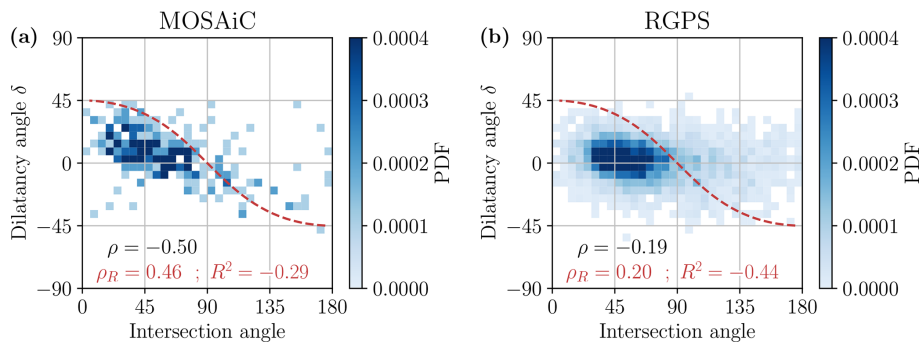 MOSAiC
(a)
90
45
0
−45
−90
Dilatancy angle δ
ρ = −0.50
ρ_R = 0.46 ; R² = −0.29
0 45 90 135 180
Intersection angle
0.0004
0.0003
0.0002
0.0001
0.0000
PDF
RGPS
(b)
90
45
0
−45
−90
Dilatancy angle δ
ρ = −0.19
ρ_R = 0.20 ; R² = −0.44
0 45 90 135 180
Intersection angle
0.0004
0.0003
0.0002
0.0001
0.0000
PDF